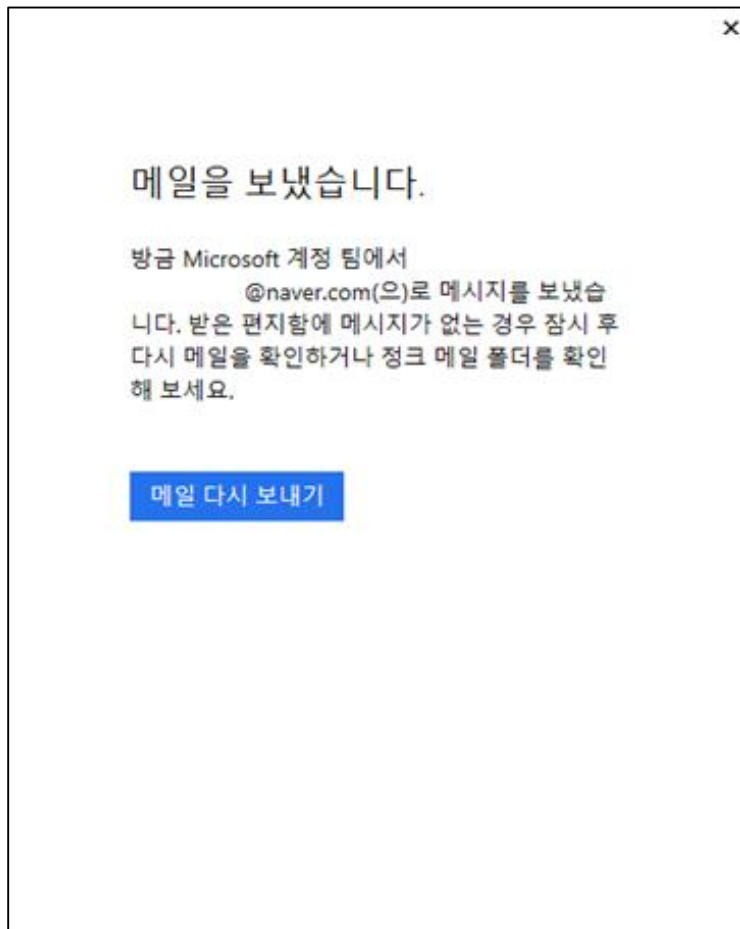 메일을 보냈습니다.
방금 Microsoft 계정 팀에서
@naver.com(으)로 메시지를 보냈습
니다. 받은 편지함에 메시지가 없는 경우 잠시 후
다시 메일을 확인하거나 정크 메일 폴더를 확인
해 보세요.
메일 다시 보내기